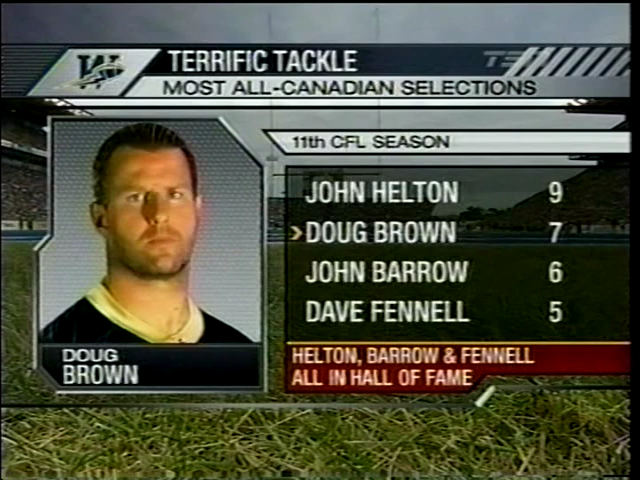 W
TERRIFIC TACKLE
MOST ALL-CANADIAN SELECTIONS
11th CFL SEASON
JOHN HELTON 9
DOUG BROWN 7
JOHN BARROW 6
DAVE FENNELL 5
HELTON, BARROW & FENNELL
ALL IN HALL OF FAME
DOUG
BROWN